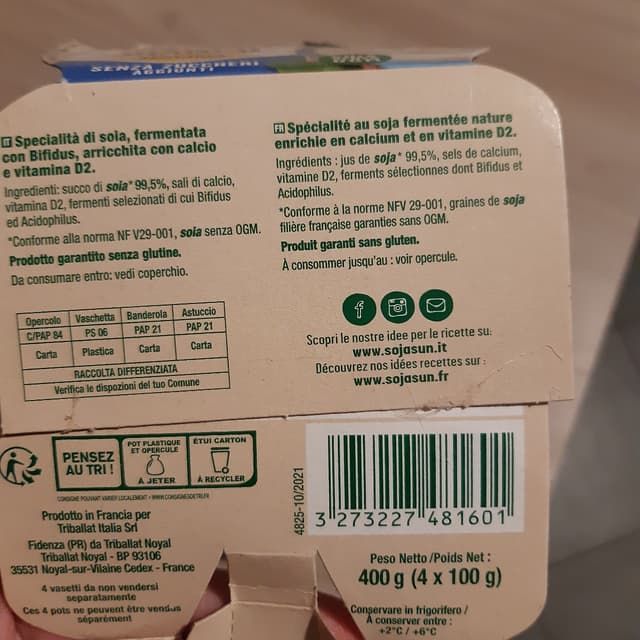 SENZA ZUCCHERI
AGGIUNTI
IT Specialità di soia, fermentata
con Bifidus, arricchita con calcio
e vitamina D2.
Ingredienti: succo di soia* 99,5%, sali di calcio,
vitamina D2, fermenti selezionati di cui Bifidus
ed Acidophilus.
*Conforme alla norma NF V29-001, soia senza OGM.
Prodotto garantito senza glutine.
Da consumare entro: vedi coperchio.
Opercolo Vaschetta Banderola Astuccio
C/PAP 84 PS 06 PAP 21 PAP 21
Carta Plastica Carta Carta
RACCOLTA DIFFERENZIATA
Verifica le dispozioni del tuo Comune
FR Spécialité au soja fermentée nature
enrichie en calcium et en vitamine D2.
Ingrédients : jus de soja* 99,5%, sels de calcium,
vitamine D2, ferments sélectionnes dont Bifidus et
Acidophilus.
*Conforme à la norme NFV 29-001, graines de soja
filière française garanties sans OGM.
Produit garanti sans gluten.
À consommer jusqu'au : voir opercule.
Scopri le nostre idee per le ricette su:
www.sojasun.it
Découvrez nos idées recettes sur :
www.sojasun.fr
PENSEZ
AU TRI !
POT PLASTIQUE
ET OPERCULE
À JETER
ÉTUI CARTON
À RECYCLER
CONSIGNE POUVANT VARIER LOCALEMENT • WWW.CONSIGNESDETRI.FR
Prodotto in Francia per
Triballat Italia Srl
Fidenza (PR) da Triballat Noyal
Triballat Noyal - BP 93106
35531 Noyal-sur-Vilaine Cedex - France
4 vasetti da non vendersi
separatamente
Ces 4 pots ne peuvent être vendus
séparément
4825-10/2021
3 273227 481601
Peso Netto /Poids Net :
400 g (4 x 100 g)
Conservare in frigorifero /
À conserver entre :
+2°C / +6°C